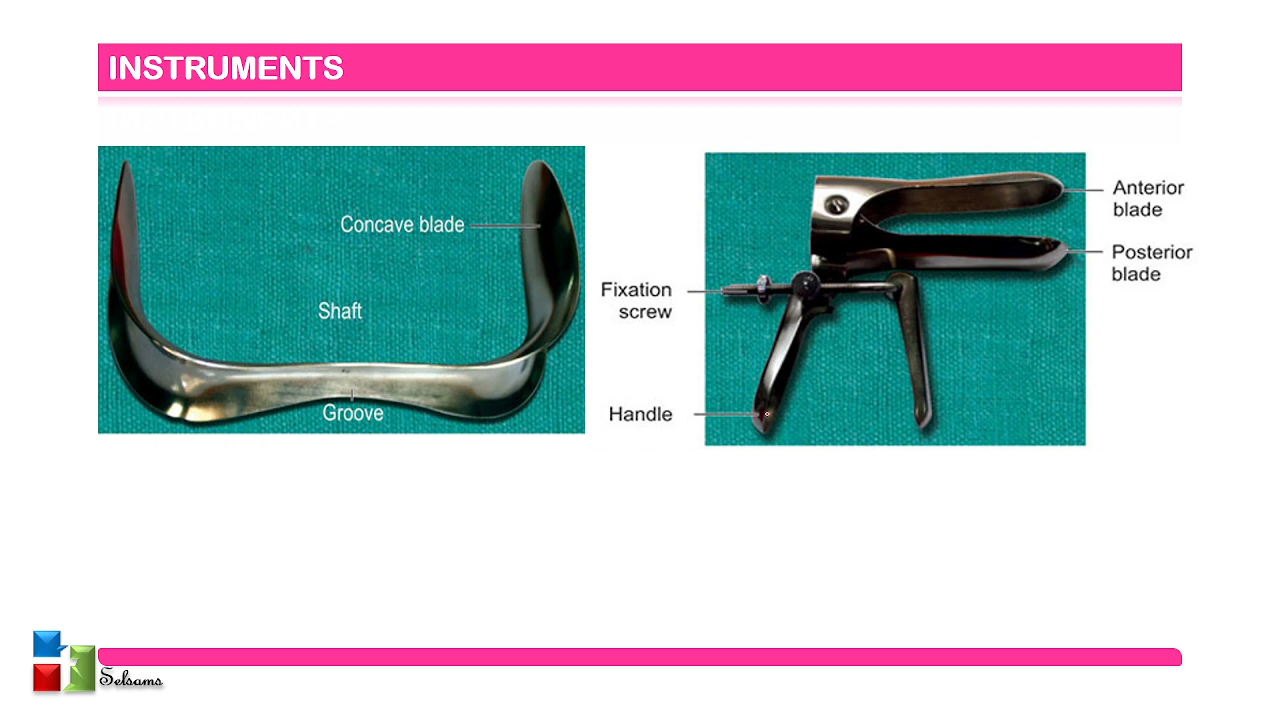 INSTRUMENTS
Concave blade
Shaft
Groove
Anterior
blade
Posterior
blade
Fixation
screw
Handle
Selsams